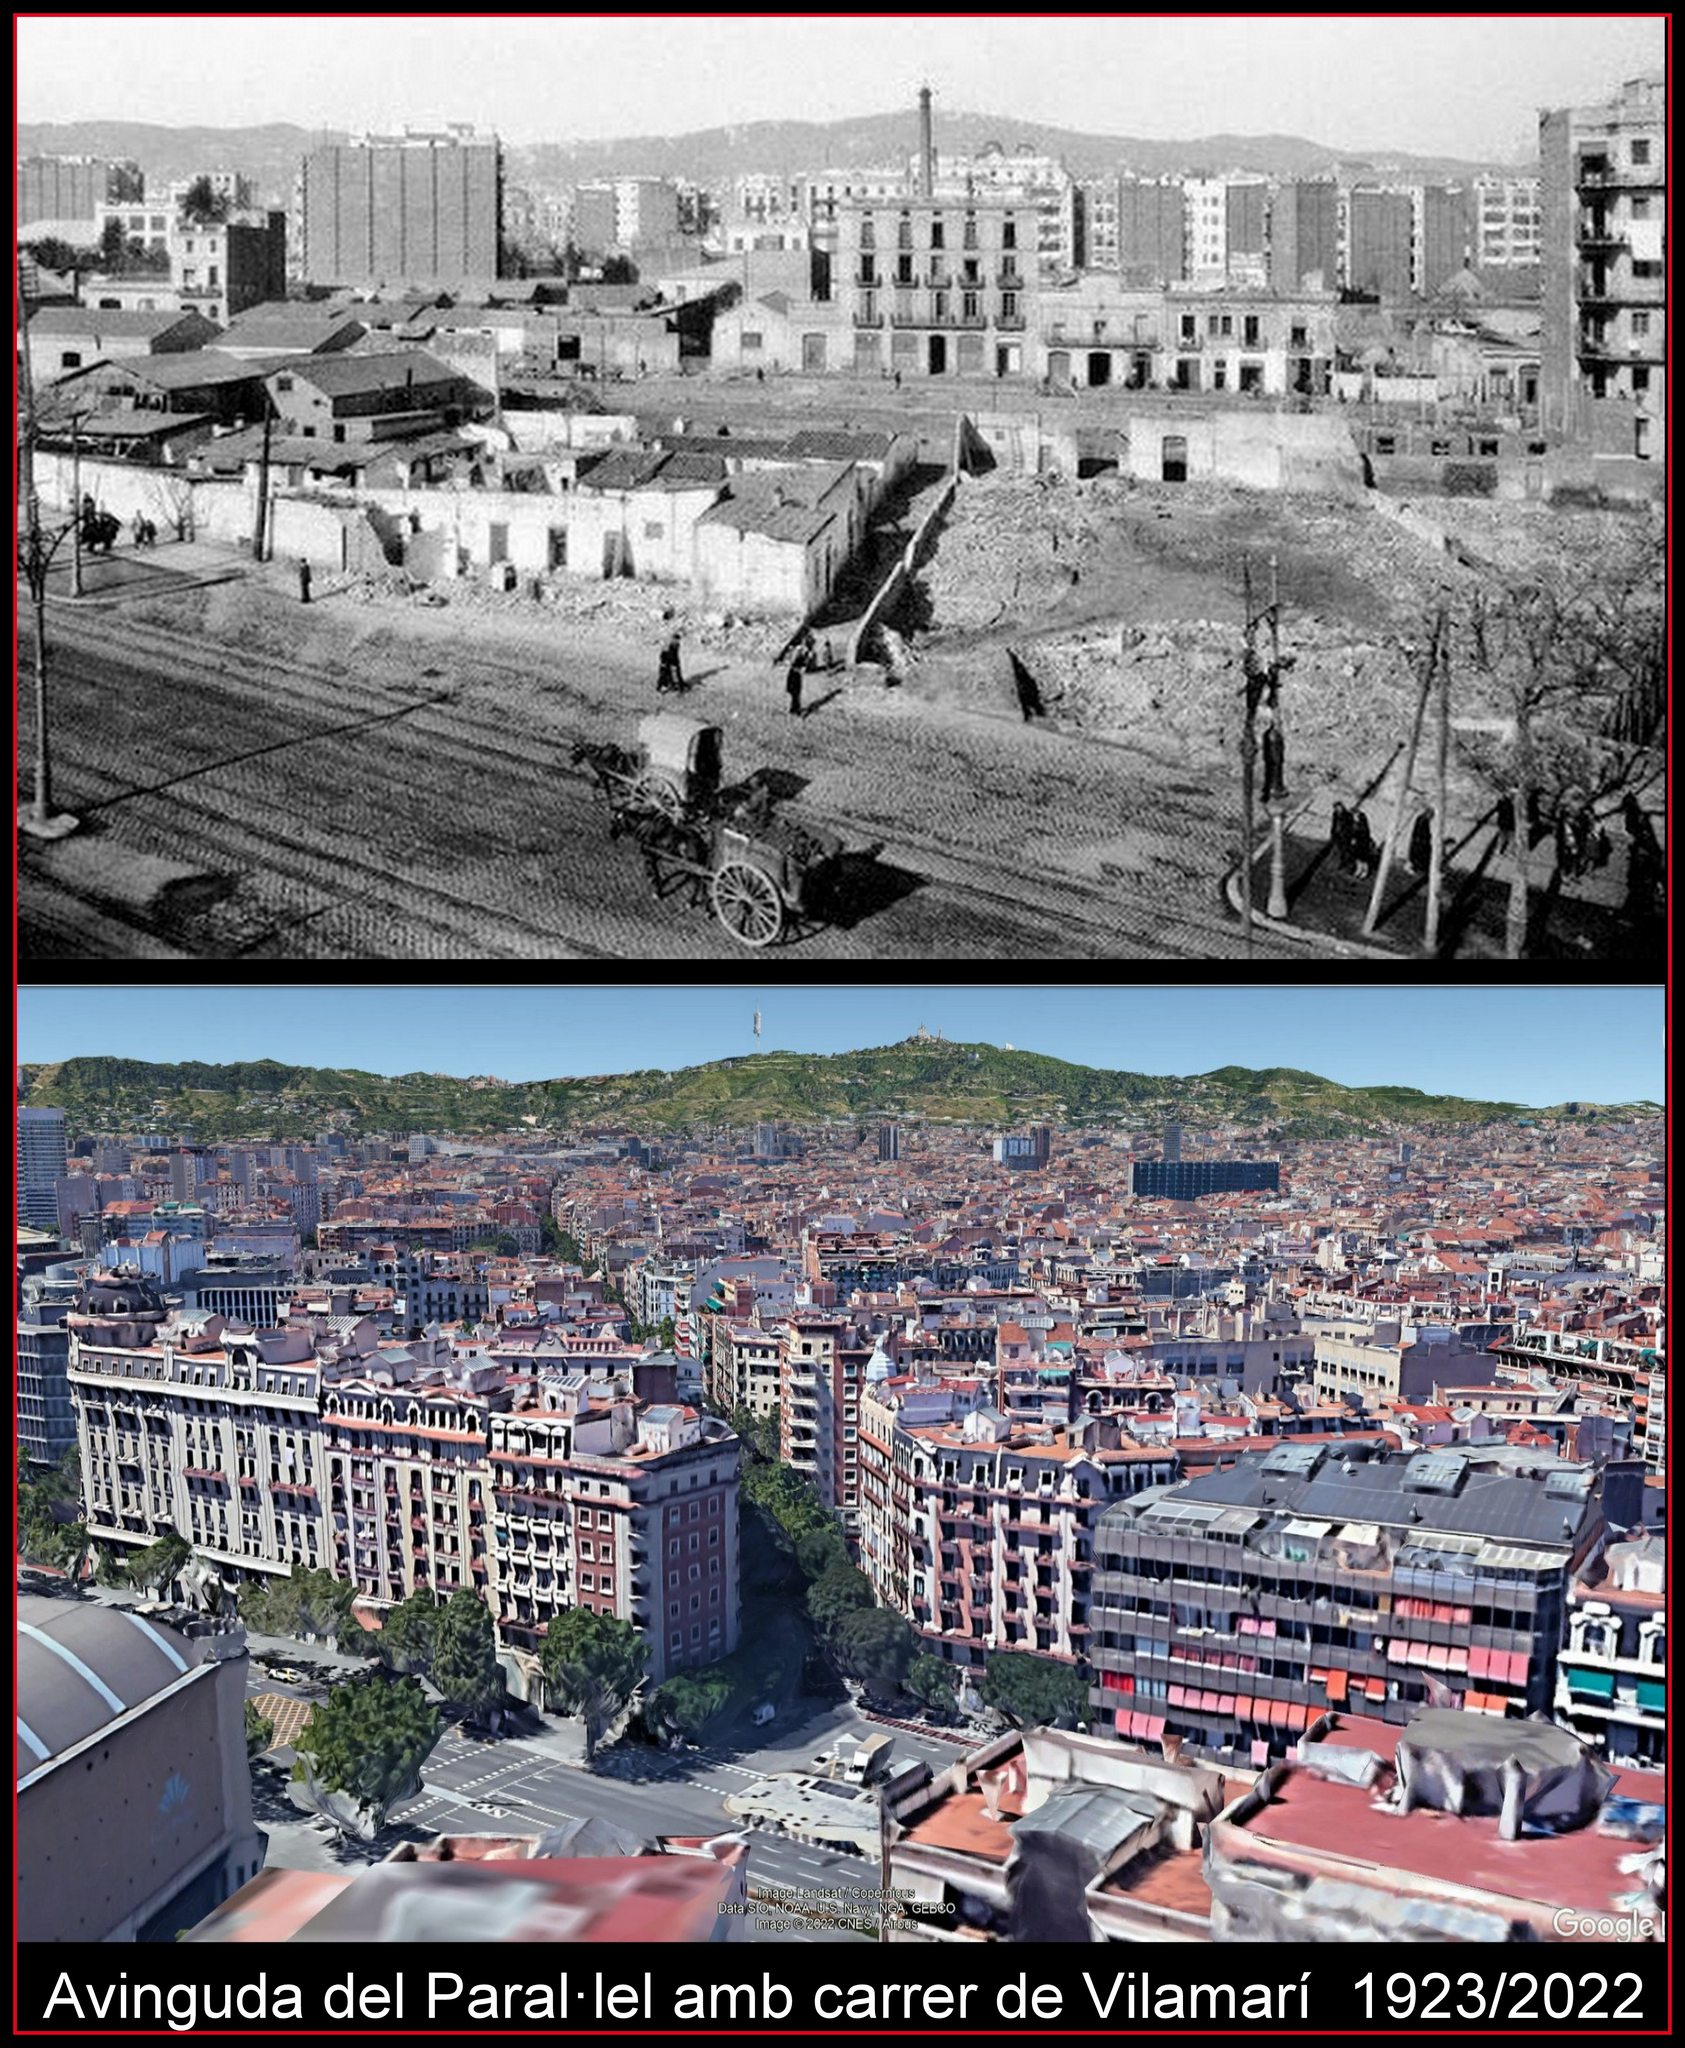 Image Landsat / Copernicus
Data SIO, NOAA, U.S. Navy, NGA, GEBCO
Image © 2022 CNES / Airbus
Google
Avinguda del Paral·lel amb carrer de Vilamarí 1923/2022